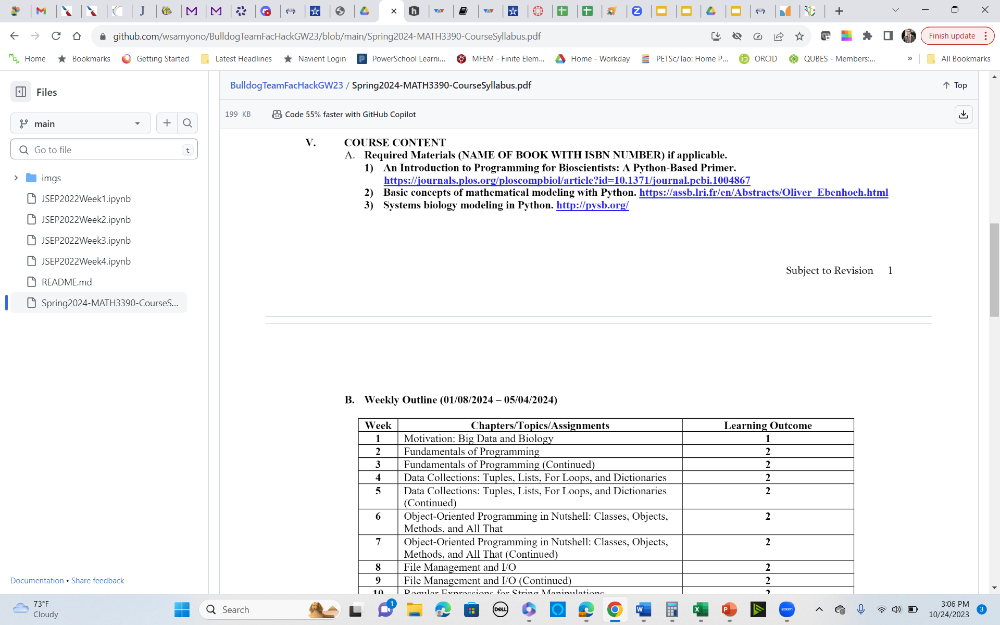 github.com/wsamyono/BulldogTeamFacHackGW23/blob/main/Spring2024-MATH3390-CourseSyllabus.pdf
Finish update
Home
Bookmarks
Getting Started
Latest Headlines
Navient Login
PowerSchool Learni...
MFEM - Finite Elem...
Home - Workday
PETSc/Tao: Home P...
ORCID
QUBES - Members:...
»
All Bookmarks
Files
main
Go to file
t
imgs
JSEP2022Week1.ipynb
JSEP2022Week2.ipynb
JSEP2022Week3.ipynb
JSEP2022Week4.ipynb
README.md
Spring2024-MATH3390-CourseS...
Documentation • Share feedback
BulldogTeamFacHackGW23 / Spring2024-MATH3390-CourseSyllabus.pdf
Top
199 KB
Code 55% faster with GitHub Copilot
V. COURSE CONTENT
A. Required Materials (NAME OF BOOK WITH ISBN NUMBER) if applicable.
1) An Introduction to Programming for Bioscientists: A Python-Based Primer.
https://journals.plos.org/ploscompbiol/article?id=10.1371/journal.pcbi.1004867
2) Basic concepts of mathematical modeling with Python. https://assb.lri.fr/en/Abstracts/Oliver_Ebenhoeh.html
3) Systems biology modeling in Python. http://pysb.org/
Subject to Revision 1
B. Weekly Outline (01/08/2024 – 05/04/2024)
Week Chapters/Topics/Assignments Learning Outcome
1 Motivation: Big Data and Biology 1
2 Fundamentals of Programming 2
3 Fundamentals of Programming (Continued) 2
4 Data Collections: Tuples, Lists, For Loops, and Dictionaries 2
5 Data Collections: Tuples, Lists, For Loops, and Dictionaries 2
(Continued)
6 Object-Oriented Programming in Nutshell: Classes, Objects, 2
Methods, and All That
7 Object-Oriented Programming in Nutshell: Classes, Objects, 2
Methods, and All That (Continued)
8 File Management and I/O 2
9 File Management and I/O (Continued) 2
10 Regular Expressions for String Manipulations 2
73°F
Cloudy
Search
1
DELL
zoom
3:06 PM
10/24/2023
3